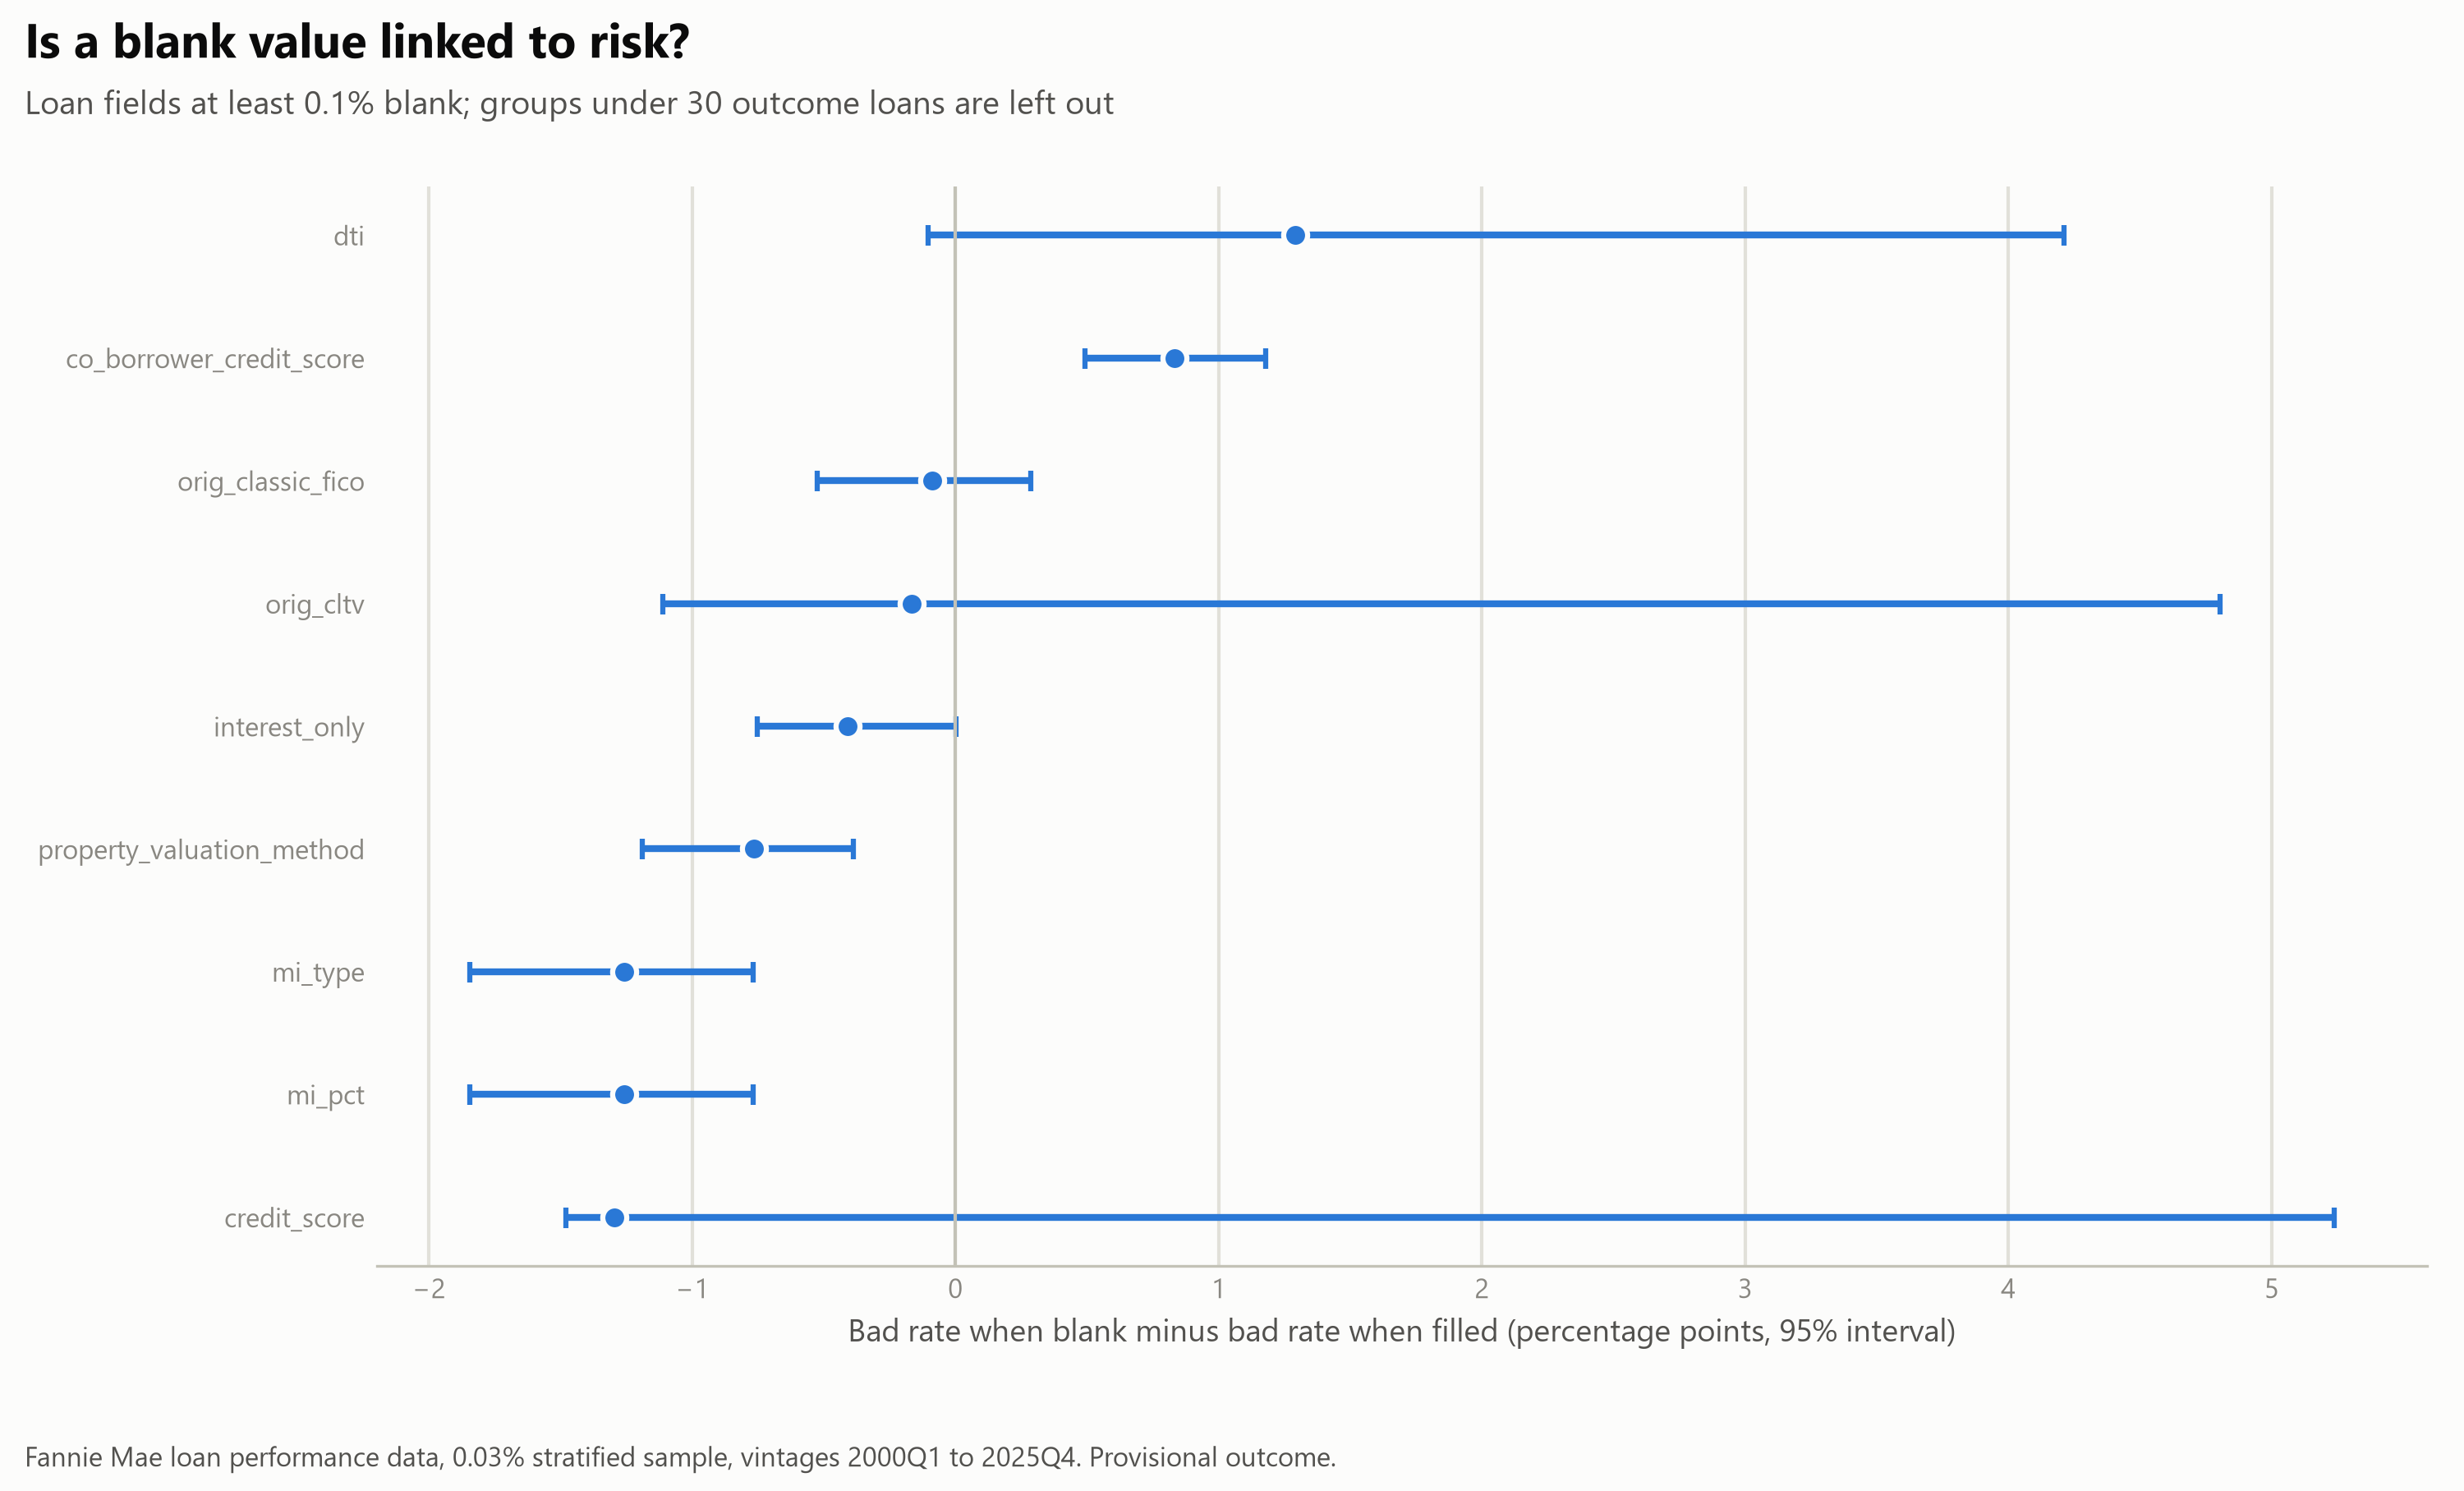 Is a blank value linked to risk?
Loan fields at least 0.1% blank; groups under 30 outcome loans are left out
dti
co_borrower_credit_score
orig_classic_fico
orig_cltv
interest_only
property_valuation_method
mi_type
mi_pct
credit_score
−2 −1 0 1 2 3 4 5
Bad rate when blank minus bad rate when filled (percentage points, 95% interval)
Fannie Mae loan performance data, 0.03% stratified sample, vintages 2000Q1 to 2025Q4. Provisional outcome.